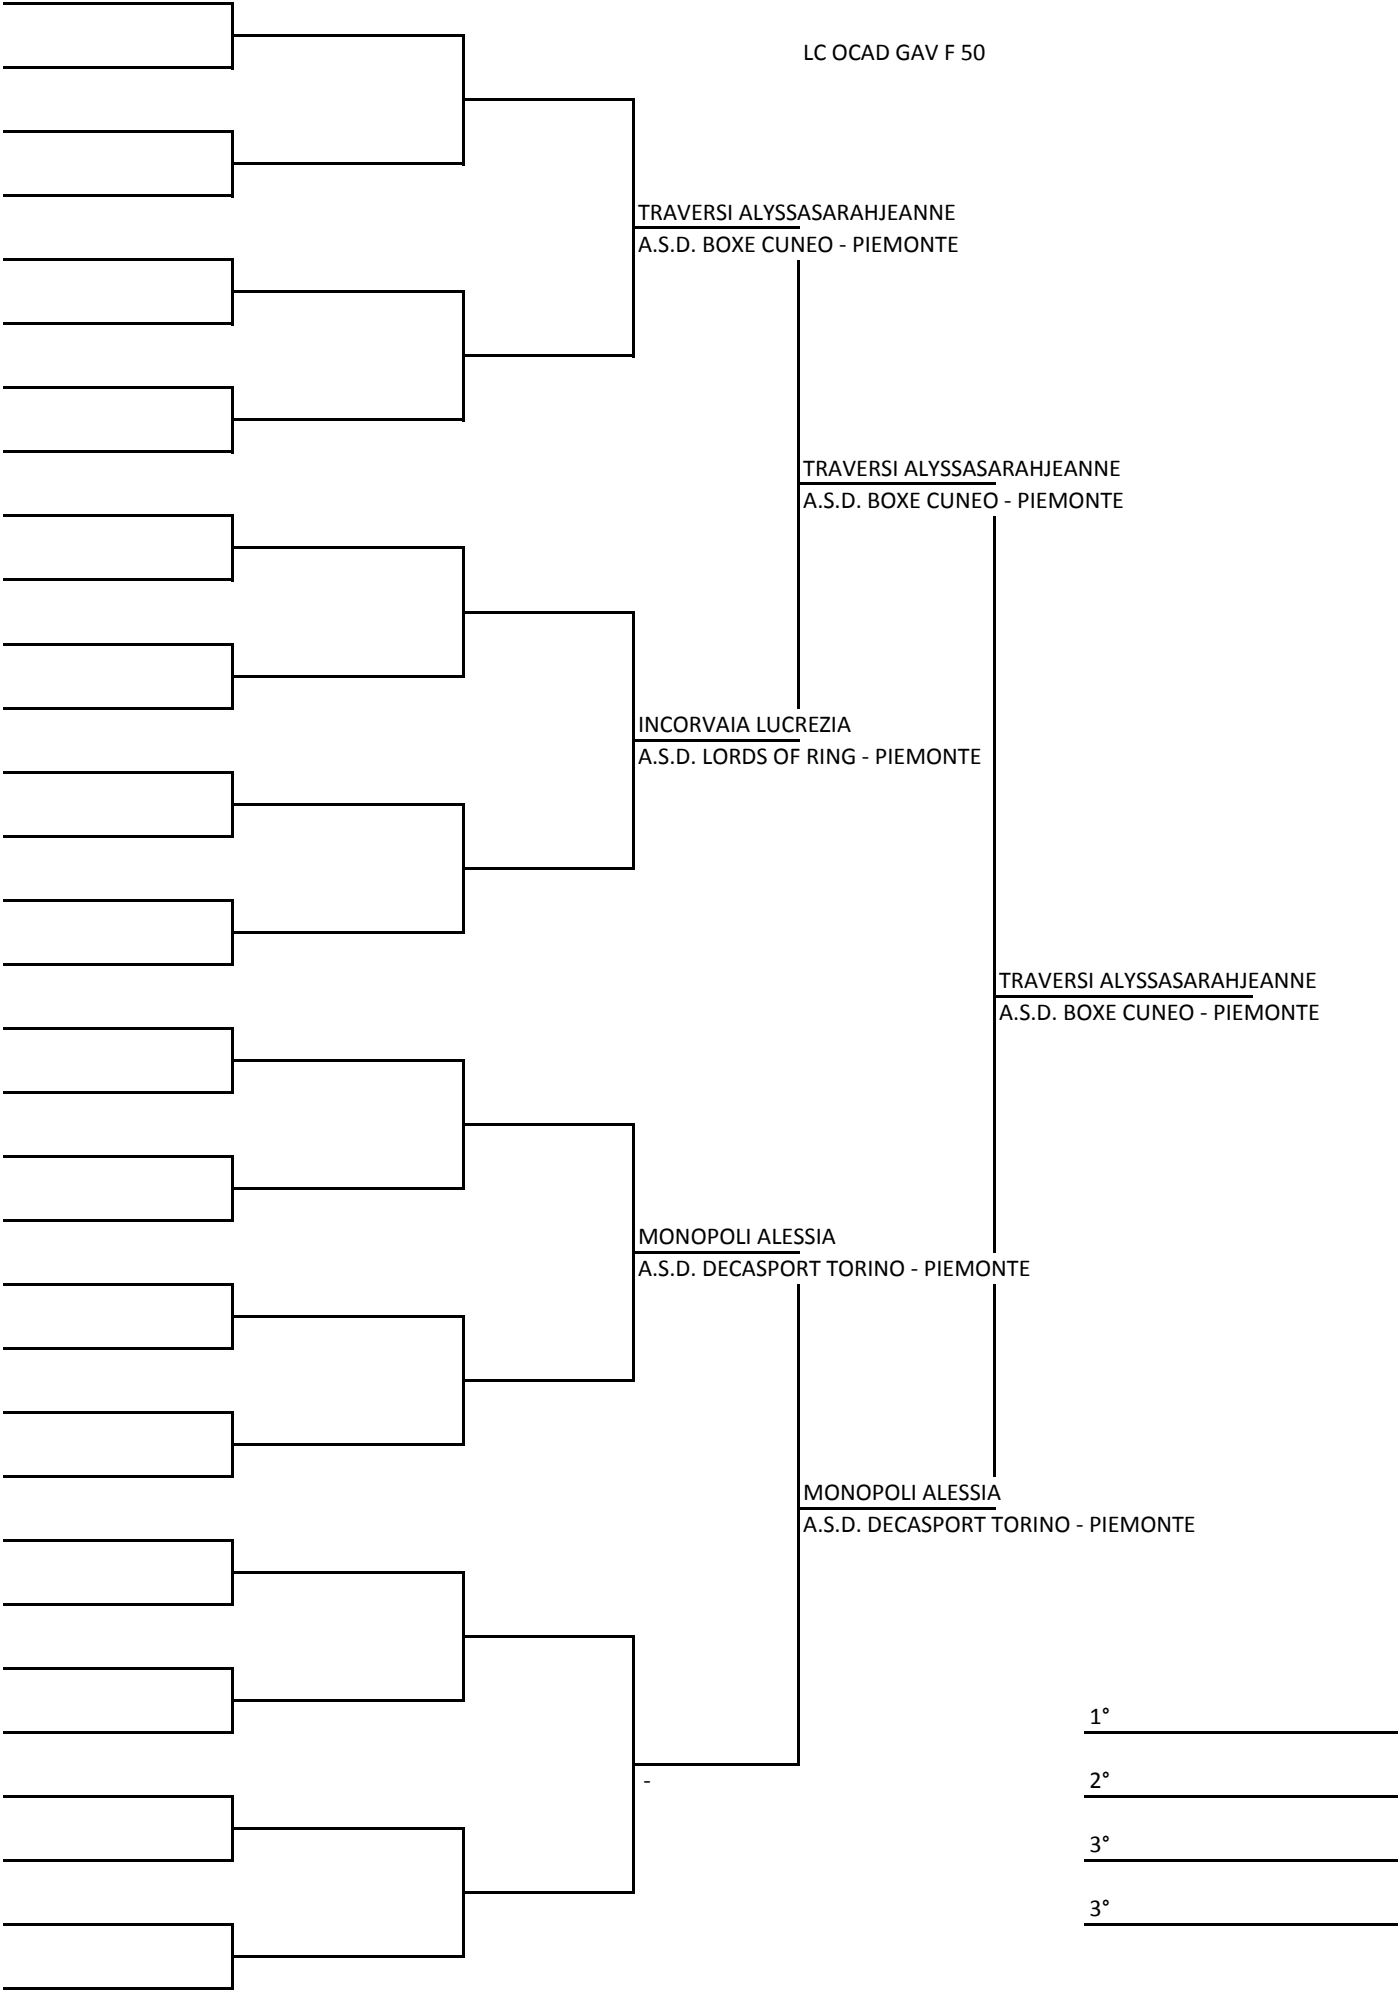 LC OCAD GAV F 50
TRAVERSI ALYSSASARAHJEANNE
A.S.D. BOXE CUNEO - PIEMONTE
TRAVERSI ALYSSASARAHJEANNE
A.S.D. BOXE CUNEO - PIEMONTE
INCORVAIA LUCREZIA
A.S.D. LORDS OF RING - PIEMONTE
TRAVERSI ALYSSASARAHJEANNE
A.S.D. BOXE CUNEO - PIEMONTE
MONOPOLI ALESSIA
A.S.D. DECASPORT TORINO - PIEMONTE
MONOPOLI ALESSIA
A.S.D. DECASPORT TORINO - PIEMONTE
1°
-
2°
3°
3°